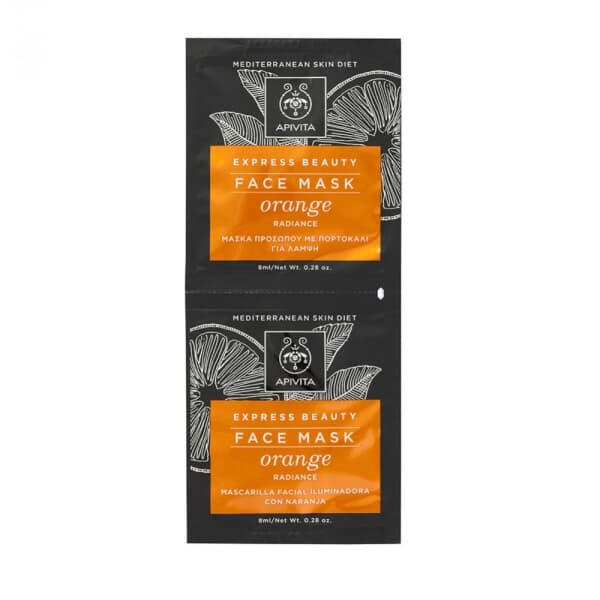 MEDITERRANEAN SKIN DIET
APIVITA
EXPRESS BEAUTY
FACE MASK
orange
RADIANCE
ΜΑΣΚΑ ΠΡΟΣΩΠΟΥ ΜΕ ΠΟΡΤΟΚΑΛΙ
ΓΙΑ ΛΑΜΨΗ
8ml/Net Wt. 0.28 oz.
MEDITERRANEAN SKIN DIET
APIVITA
EXPRESS BEAUTY
FACE MASK
orange
RADIANCE
MASCARILLA FACIAL ILUMINADORA
CON NARANJA
8ml/Net Wt. 0.28 oz.